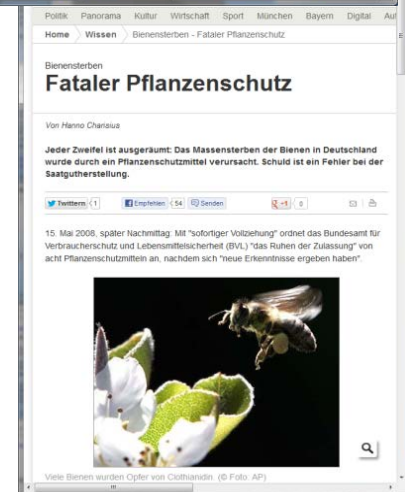 Politik Panorama Kultur Wirtschaft Sport München Bayern Digital
Home Wissen Bienensterben - Fataler Pflanzenschutz
Bienensterben
Fataler Pflanzenschutz
Von Hanno Charisius
Jeder Zweifel ist ausgeräumt: Das Massensterben der Bienen in Deutschland
wurde durch ein Pflanzenschutzmittel verursacht. Schuld ist ein Fehler bei der
Saatgutherstellung.
Twittern 1 Empfehlen 54 Senden +1 0
15. Mai 2008, später Nachmittag: Mit "sofortiger Vollziehung" ordnet das Bundesamt für
Verbraucherschutz und Lebensmittelsicherheit (BVL) "das Ruhen der Zulassung" von
acht Pflanzenschutzmitteln an, nachdem sich "neue Erkenntnisse ergeben haben".
Viele Bienen wurden Opfer von Clothianidin. (© Foto: AP)